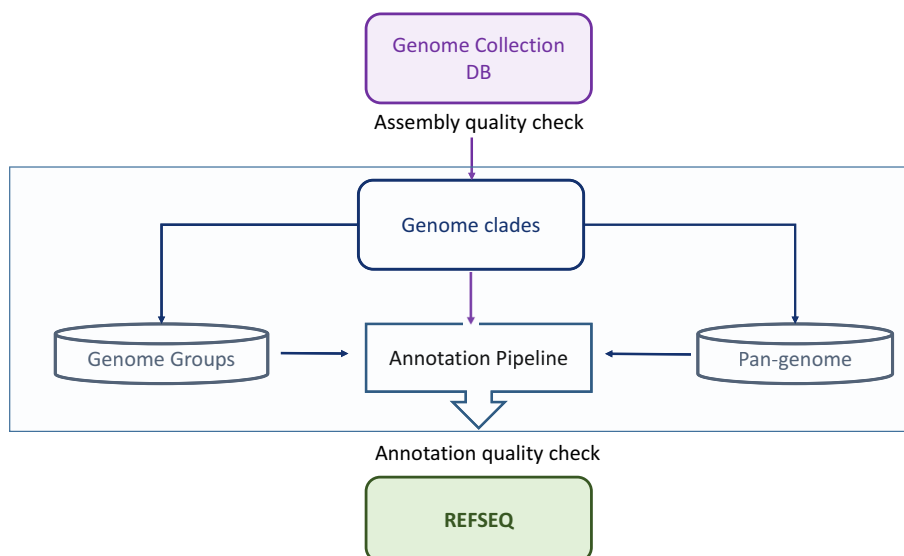 Genome Collection
DB
Assembly quality check
Genome clades
Genome Groups
Annotation Pipeline
Pan-genome
Annotation quality check
REFSEQ